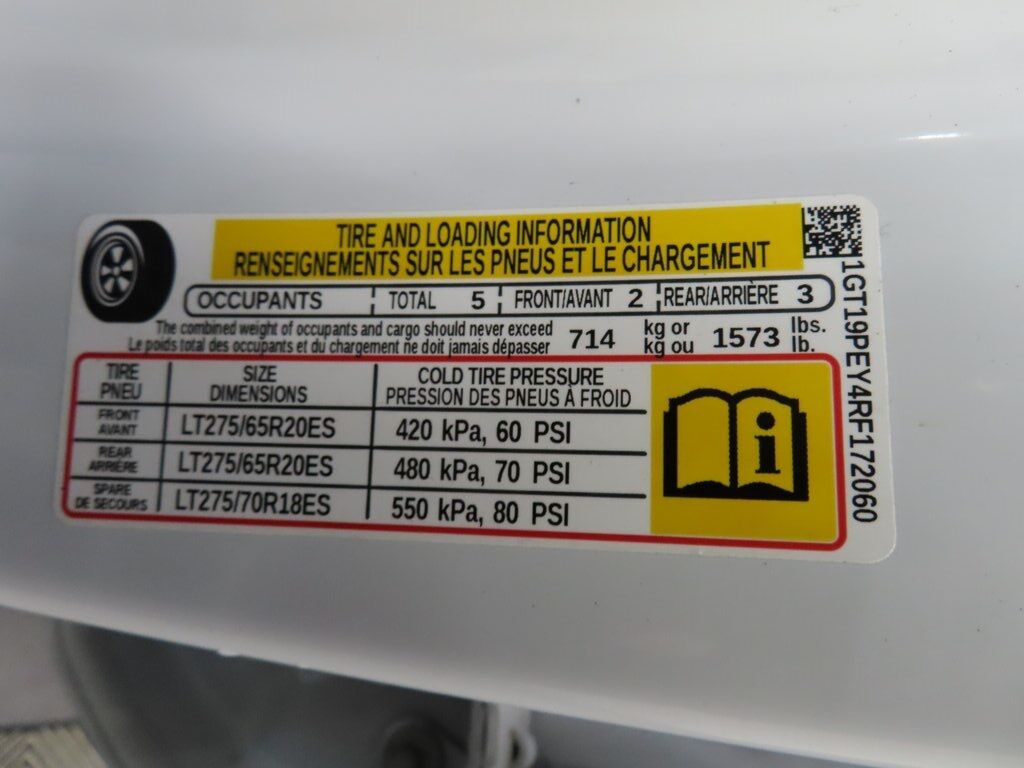 TIRE AND LOADING INFORMATION
RENSEIGNEMENTS SUR LES PNEUS ET LE CHARGEMENT
OCCUPANTS TOTAL 5 FRONT/AVANT 2 REAR/ARRIÈRE 3
The combined weight of occupants and cargo should never exceed 714 kg or 1573 lbs.
Le poids total des occupants et du chargement ne doit jamais dépasser kg ou lb.
TIRE SIZE COLD TIRE PRESSURE
PNEU DIMENSIONS PRESSION DES PNEUS À FROID
FRONT
AVANT LT275/65R20ES 420 kPa, 60 PSI
REAR
ARRIÈRE LT275/65R20ES 480 kPa, 70 PSI
SPARE
DE SECOURS LT275/70R18ES 550 kPa, 80 PSI
i
1GT19PEY4RF172060